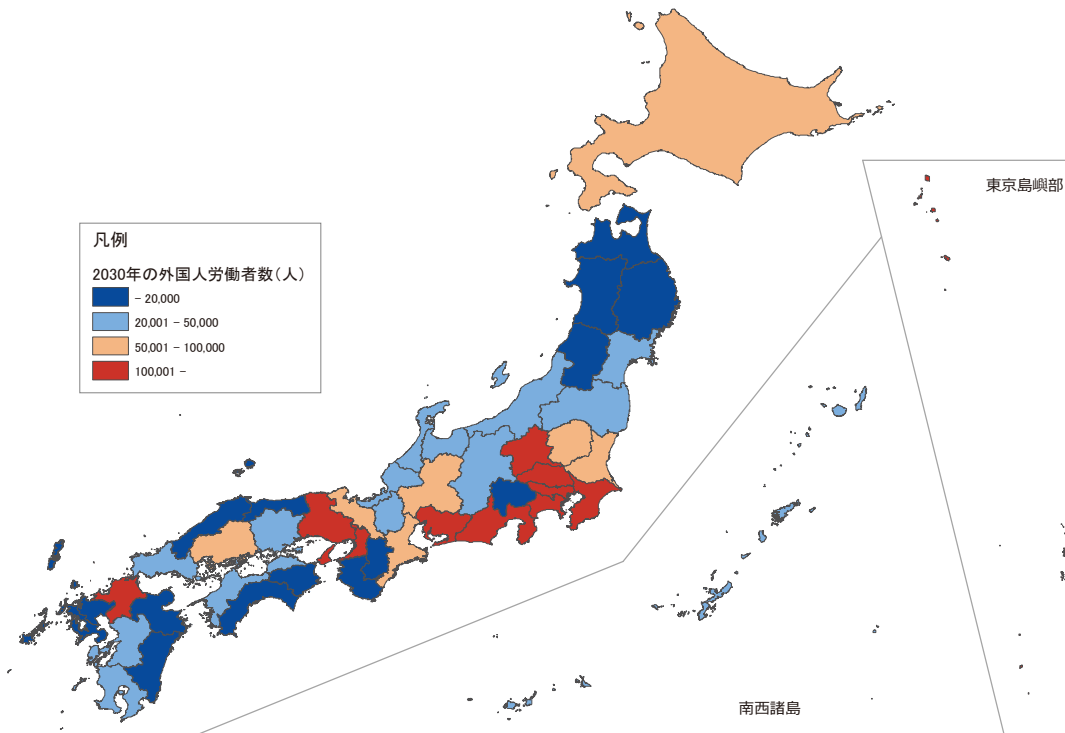 東京島嶼部
凡例
2030年の外国人労働者数(人)
- 20,000
20,001 - 50,000
50,001 - 100,000
100,001 -
南西諸島